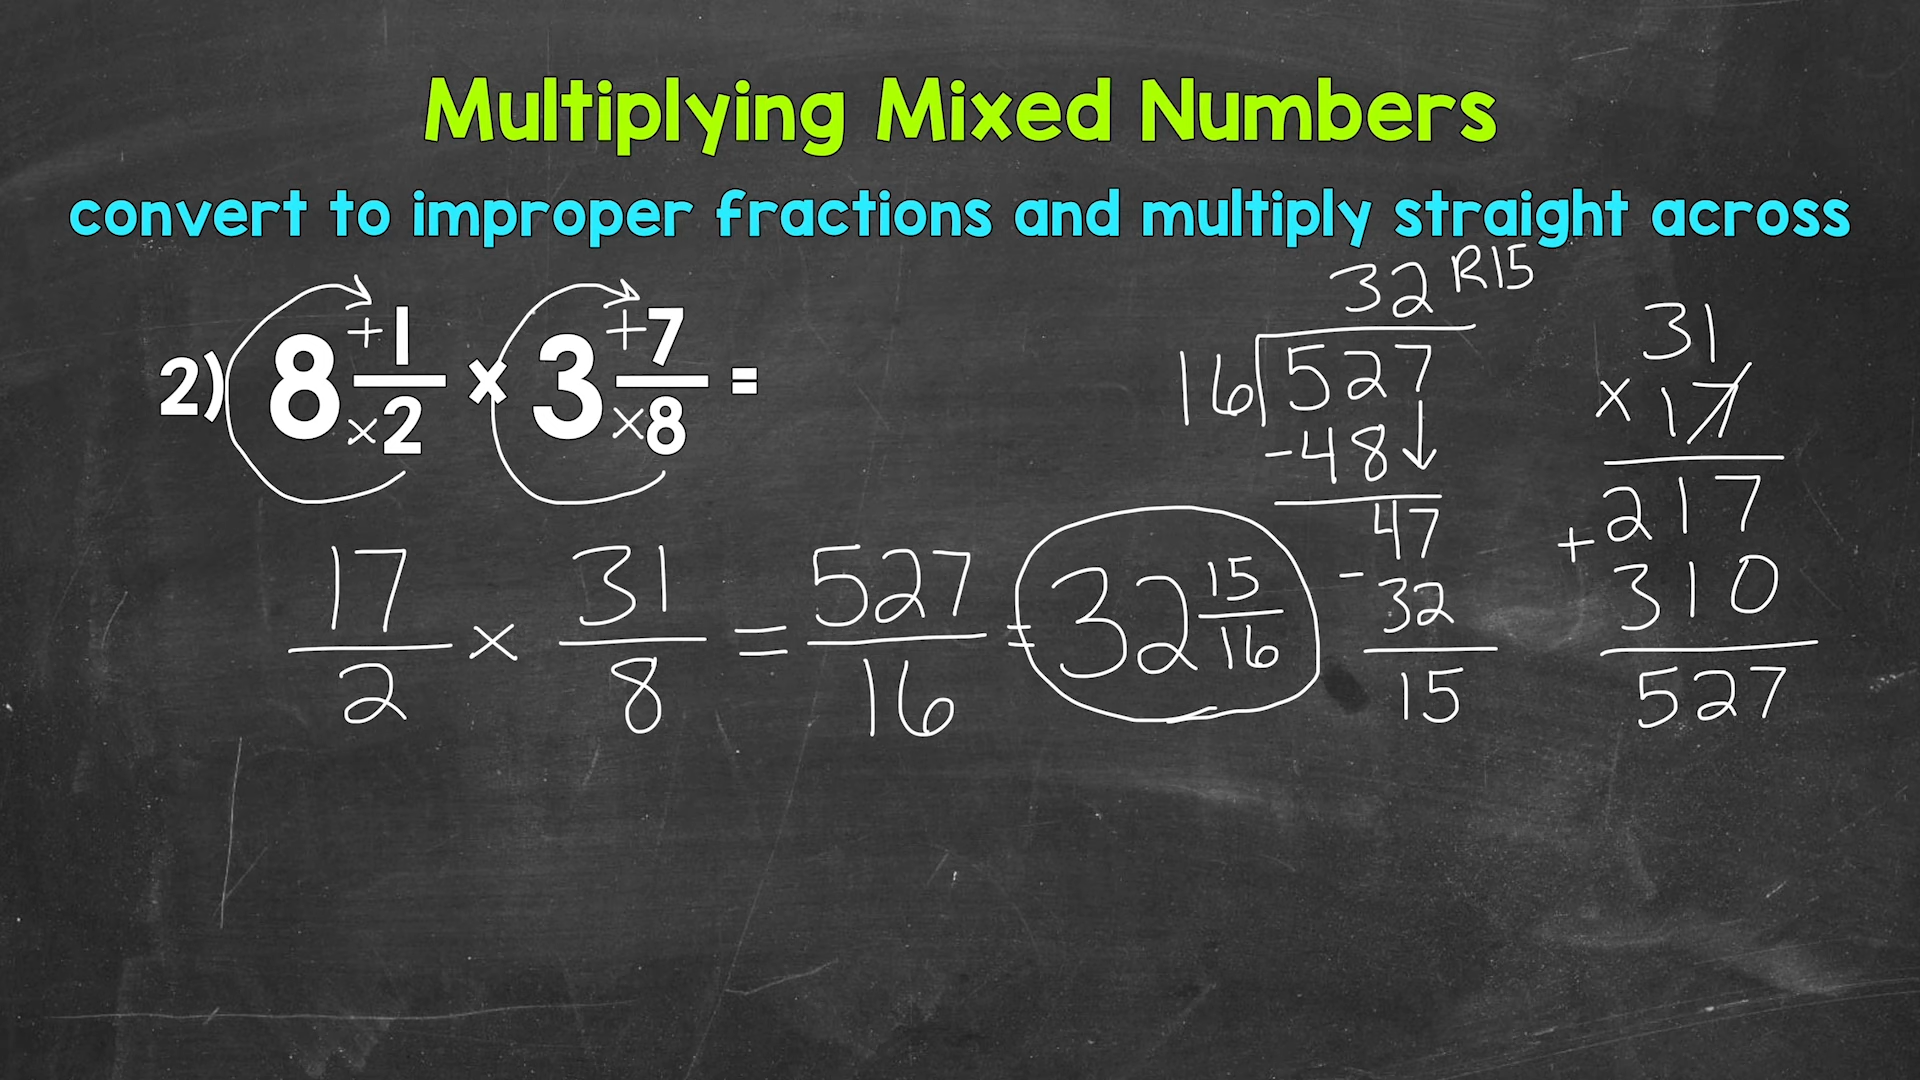 Multiplying Mixed Numbers
convert to improper fractions and multiply straight across
2) 8 +1/×2 × 3 +7/×8 =
17/2 × 31/8 = 527/16 = 32 15/16
32 R15
16 527
-48
47
- 32
15
31
× 17
217
+ 310
527